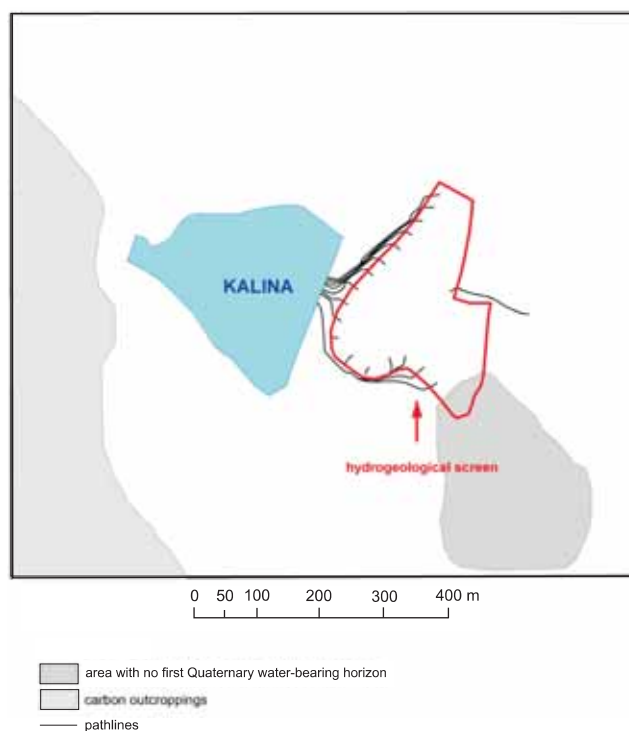 KALINA
hydrogeological screen
0 50 100 200 300 400 m
area with no first Quaternary water-bearing horizon
carbon outcroppings
pathlines